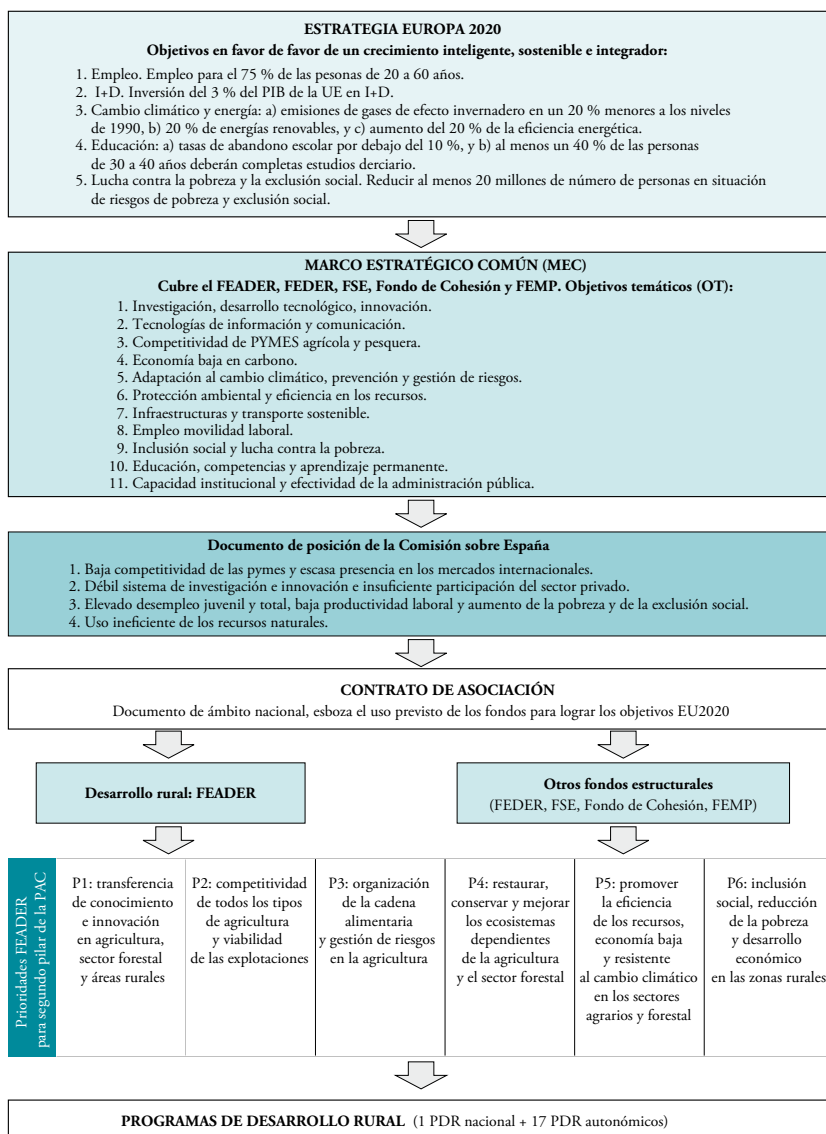 ESTRATEGIA EUROPA 2020
Objetivos en favor de favor de un crecimiento inteligente, sostenible e integrador:
1. Empleo. Empleo para el 75 % de las pesonas de 20 a 60 años.
2. I+D. Inversión del 3 % del PIB de la UE en I+D.
3. Cambio climático y energía: a) emisiones de gases de efecto invernadero en un 20 % menores a los niveles
de 1990, b) 20 % de energías renovables, y c) aumento del 20 % de la eficiencia energética.
4. Educación: a) tasas de abandono escolar por debajo del 10 %, y b) al menos un 40 % de las personas
de 30 a 40 años deberán completas estudios derciario.
5. Lucha contra la pobreza y la exclusión social. Reducir al menos 20 millones de número de personas en situación
de riesgos de pobreza y exclusión social.
MARCO ESTRATÉGICO COMÚN (MEC)
Cubre el FEADER, FEDER, FSE, Fondo de Cohesión y FEMP. Objetivos temáticos (OT):
1. Investigación, desarrollo tecnológico, innovación.
2. Tecnologías de información y comunicación.
3. Competitividad de PYMES agrícola y pesquera.
4. Economía baja en carbono.
5. Adaptación al cambio climático, prevención y gestión de riesgos.
6. Protección ambiental y eficiencia en los recursos.
7. Infraestructuras y transporte sostenible.
8. Empleo movilidad laboral.
9. Inclusión social y lucha contra la pobreza.
10. Educación, competencias y aprendizaje permanente.
11. Capacidad institucional y efectividad de la administración pública.
Documento de posición de la Comisión sobre España
1. Baja competitividad de las pymes y escasa presencia en los mercados internacionales.
2. Débil sistema de investigación e innovación e insuficiente participación del sector privado.
3. Elevado desempleo juvenil y total, baja productividad laboral y aumento de la pobreza y de la exclusión social.
4. Uso ineficiente de los recursos naturales.
CONTRATO DE ASOCIACIÓN
Documento de ámbito nacional, esboza el uso previsto de los fondos para lograr los objetivos EU2020
Desarrollo rural: FEADER
Otros fondos estructurales
(FEDER, FSE, Fondo de Cohesión, FEMP)
Prioridades FEADER
para segundo pilar de la PAC
P1: transferencia
de conocimiento
e innovación
en agricultura,
sector forestal
y áreas rurales
P2: competitividad
de todos los tipos
de agricultura
y viabilidad
de las explotaciones
P3: organización
de la cadena
alimentaria
y gestión de riesgos
en la agricultura
P4: restaurar,
conservar y mejorar
los ecosistemas
dependientes
de la agricultura
y el sector forestal
P5: promover
la eficiencia
de los recursos,
economía baja
y resistente
al cambio climático
en los sectores
agrarios y forestal
P6: inclusión
social, reducción
de la pobreza
y desarrollo
económico
en las zonas rurales
PROGRAMAS DE DESARROLLO RURAL (1 PDR nacional + 17 PDR autonómicos)